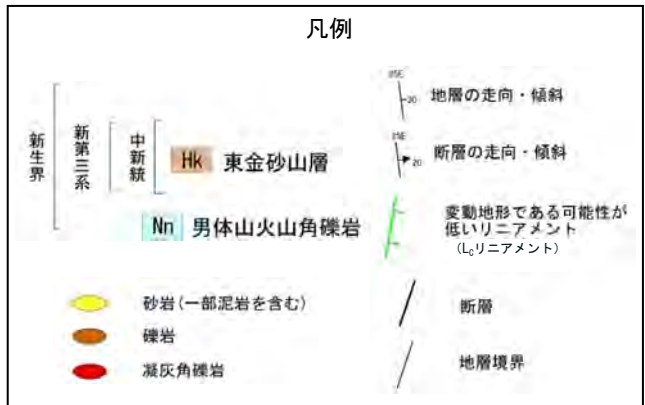 凡例
新生界
新第三系
中新統
Hk 東金砂山層
Nn 男体山火山角礫岩
砂岩(一部泥岩を含む)
礫岩
凝灰角礫岩
20
地層の走向・傾斜
20
断層の走向・傾斜
変動地形である可能性が
低いリニアメント
(LCリニアメント)
断層
地層境界